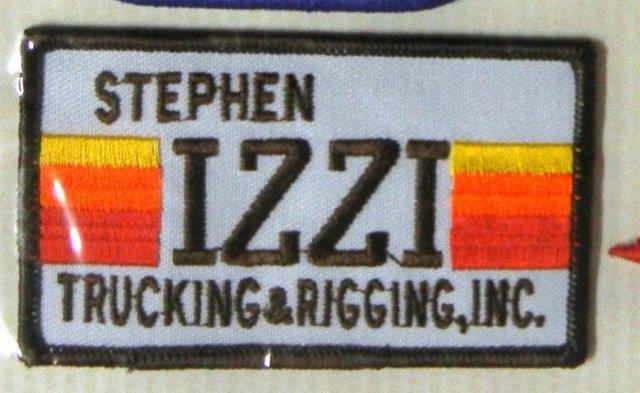 STEPHEN
IZZI
TRUCKING & RIGGING, INC.